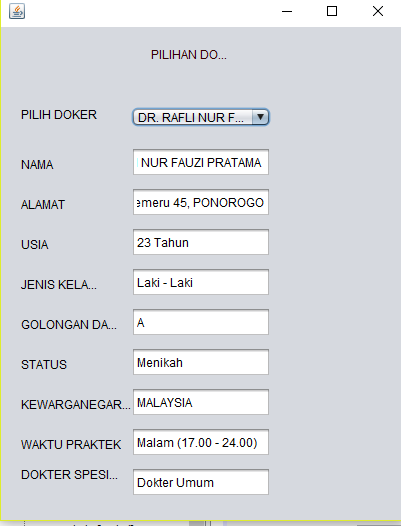 PILIHAN DO...
PILIH DOKER DR. RAFLI NUR F...
NAMA NUR FAUZI PRATAMA
ALAMAT emeru 45, PONOROGO
USIA 23 Tahun
JENIS KELA... Laki - Laki
GOLONGAN DA... A
STATUS Menikah
KEWARGANEGAR... MALAYSIA
WAKTU PRAKTEK Malam (17.00 - 24.00)
DOKTER SPESI... Dokter Umum